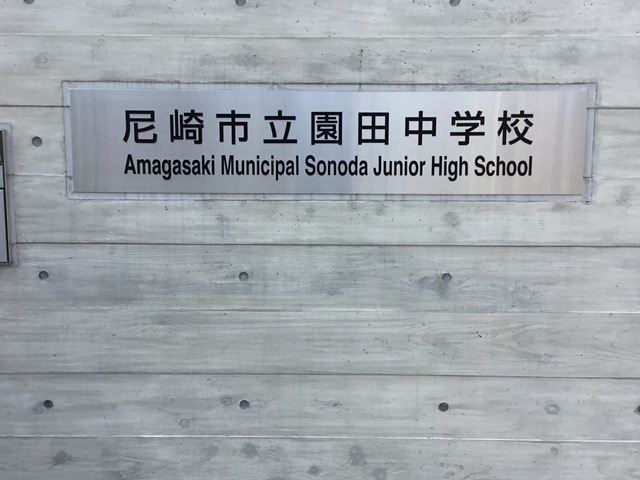 尼崎市立園田中学校
Amagasaki Municipal Sonoda Junior High School